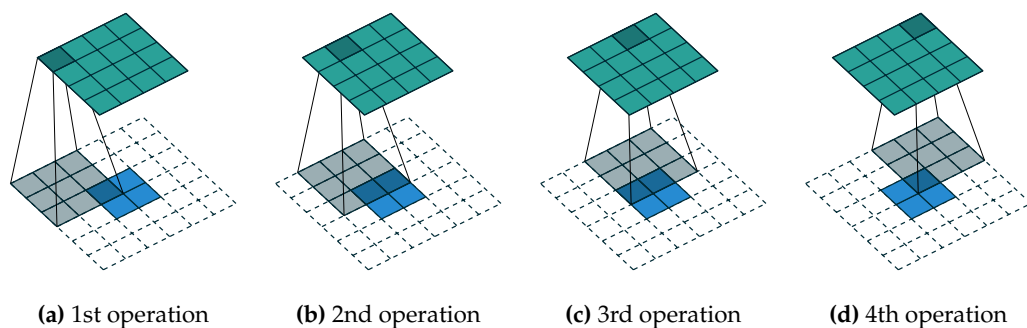 (a) 1st operation
(b) 2nd operation
(c) 3rd operation
(d) 4th operation